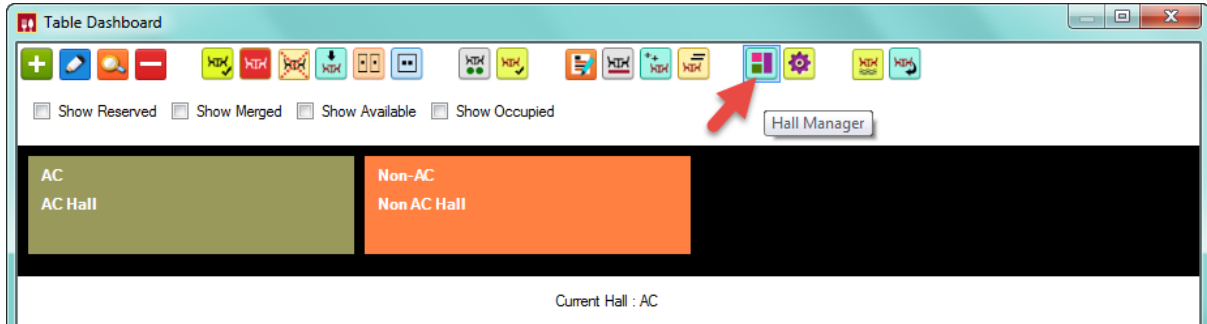 Table Dashboard
Show Reserved Show Merged Show Available Show Occupied
Hall Manager
AC
AC Hall
Non-AC
Non AC Hall
Current Hall : AC